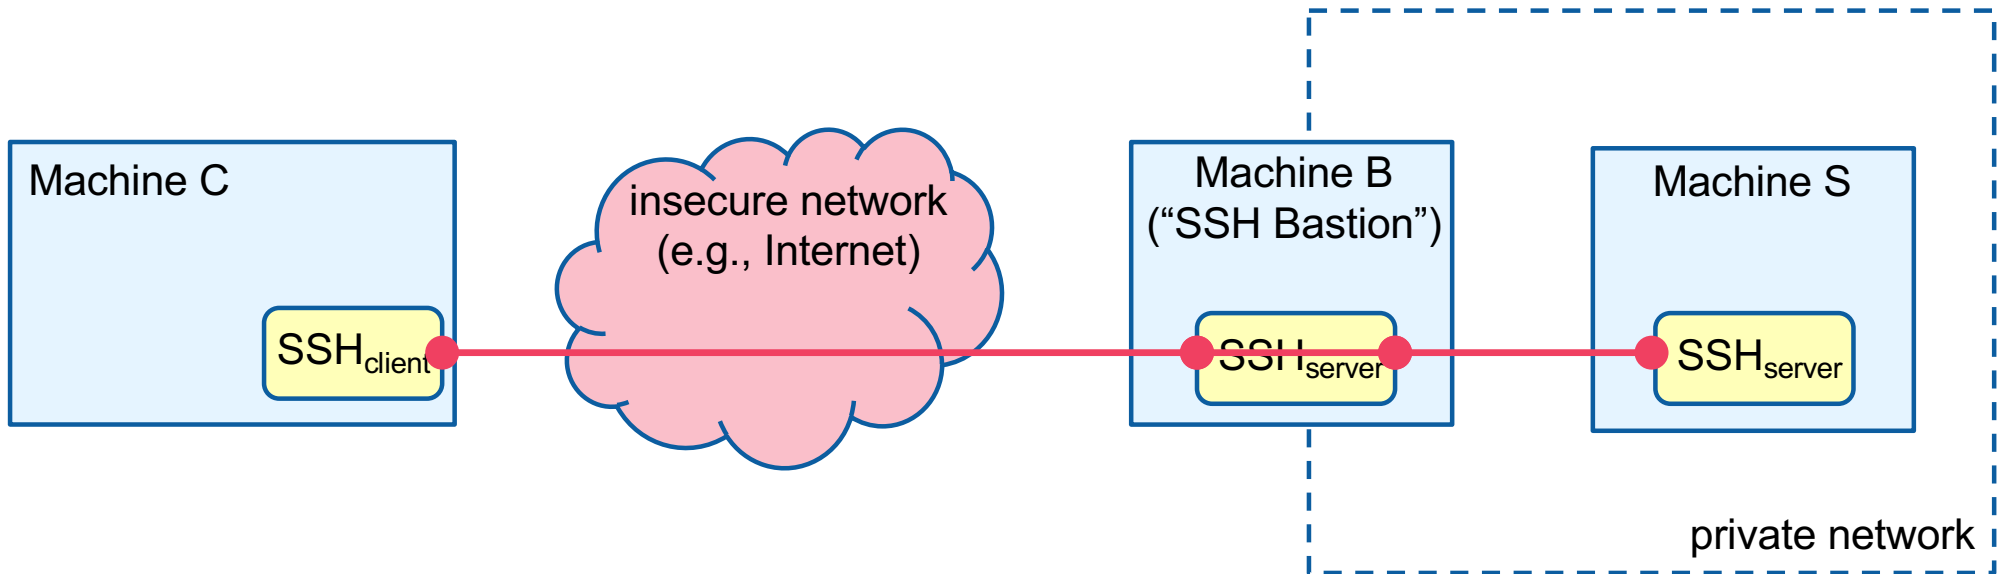 Machine C
insecure network
(e.g., Internet)
Machine B
(“SSH Bastion”)
Machine S
SSHclient
SSHserver
SSHserver
private network